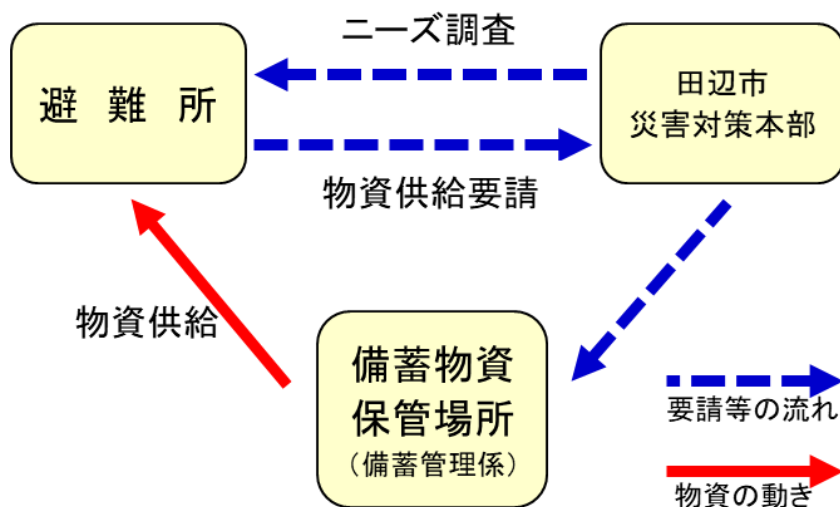 ニーズ調査
避難所
田辺市
災害対策本部
物資供給要請
物資供給
備蓄物資
保管場所
（備蓄管理係）
要請等の流れ
物資の動き